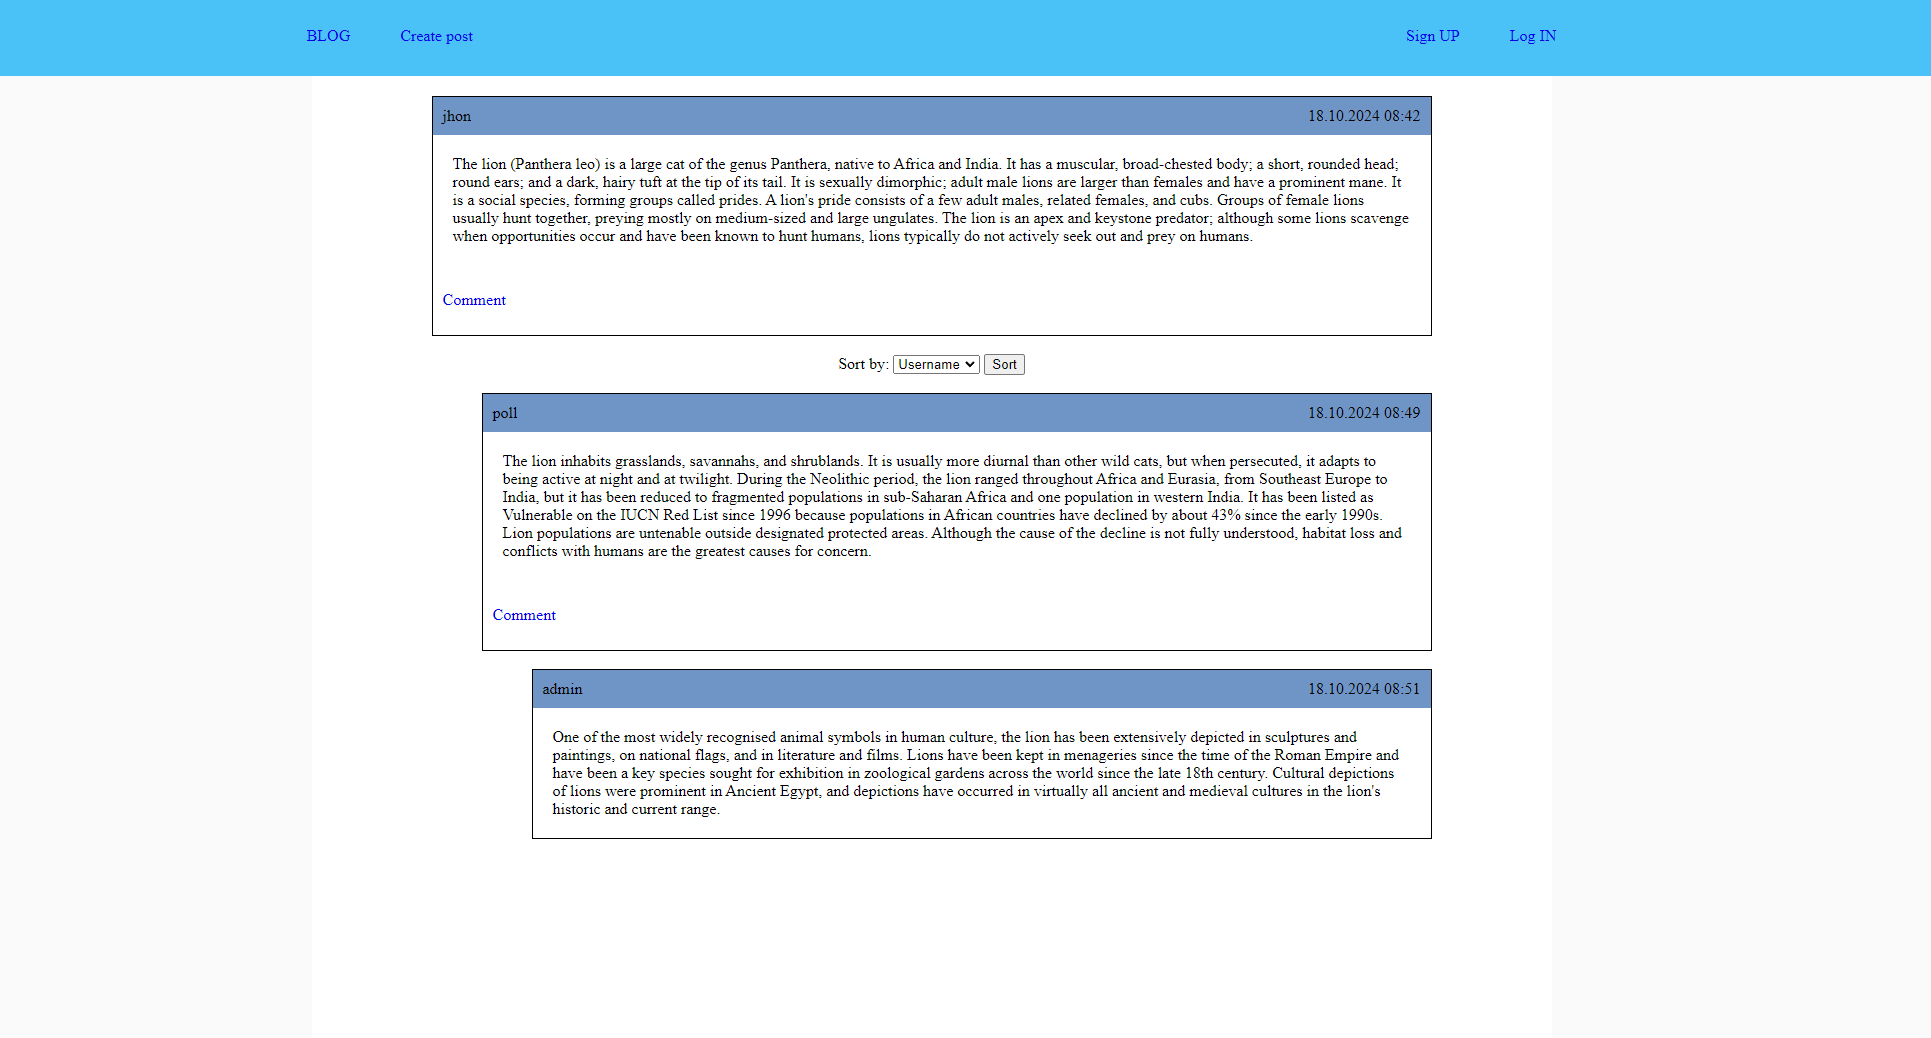 BLOG Create post Sign UP Log IN
jhon 18.10.2024 08:42
The lion (Panthera leo) is a large cat of the genus Panthera, native to Africa and India. It has a muscular, broad-chested body; a short, rounded head;
round ears; and a dark, hairy tuft at the tip of its tail. It is sexually dimorphic; adult male lions are larger than females and have a prominent mane. It
is a social species, forming groups called prides. A lion's pride consists of a few adult males, related females, and cubs. Groups of female lions
usually hunt together, preying mostly on medium-sized and large ungulates. The lion is an apex and keystone predator; although some lions scavenge
when opportunities occur and have been known to hunt humans, lions typically do not actively seek out and prey on humans.
Comment
Sort by: Username Sort
poll 18.10.2024 08:49
The lion inhabits grasslands, savannahs, and shrublands. It is usually more diurnal than other wild cats, but when persecuted, it adapts to
being active at night and at twilight. During the Neolithic period, the lion ranged throughout Africa and Eurasia, from Southeast Europe to
India, but it has been reduced to fragmented populations in sub-Saharan Africa and one population in western India. It has been listed as
Vulnerable on the IUCN Red List since 1996 because populations in African countries have declined by about 43% since the early 1990s.
Lion populations are untenable outside designated protected areas. Although the cause of the decline is not fully understood, habitat loss and
conflicts with humans are the greatest causes for concern.
Comment
admin 18.10.2024 08:51
One of the most widely recognised animal symbols in human culture, the lion has been extensively depicted in sculptures and
paintings, on national flags, and in literature and films. Lions have been kept in menageries since the time of the Roman Empire and
have been a key species sought for exhibition in zoological gardens across the world since the late 18th century. Cultural depictions
of lions were prominent in Ancient Egypt, and depictions have occurred in virtually all ancient and medieval cultures in the lion's
historic and current range.